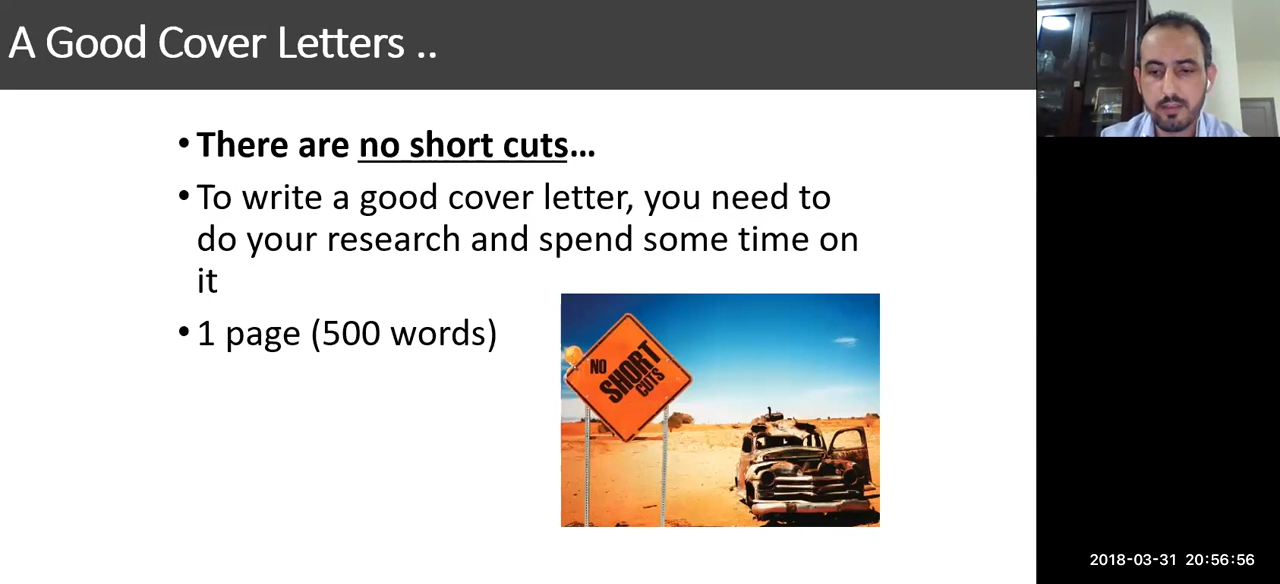 A Good Cover Letters ..
• There are no short cuts…
• To write a good cover letter, you need to
do your research and spend some time on
it
• 1 page (500 words)
NO
SHORT
CUTS
2018-03-31 20:56:56